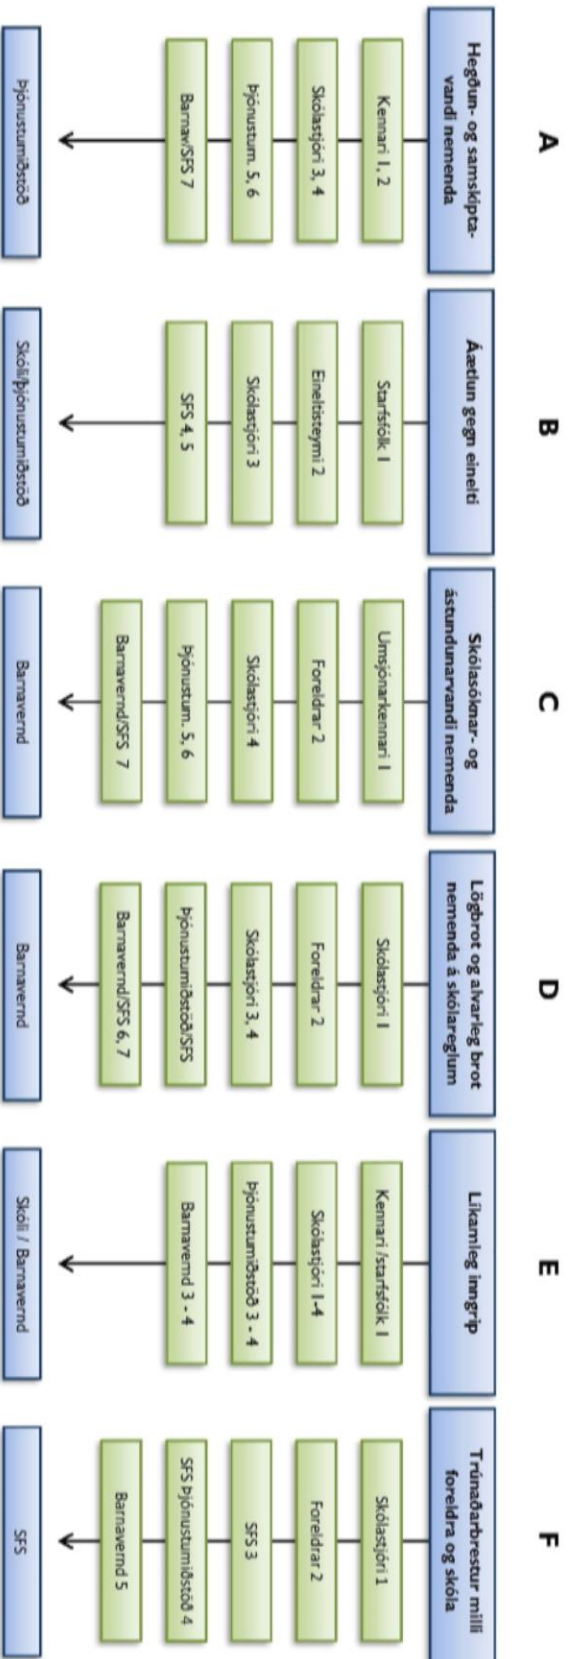 A
Hegðun- og samskipta-
vandi nemenda
Kennari 1, 2
Skólastjóri 3, 4
Þjónustum. 5, 6
Barnav/SFS 7
Þjónustumiðstöð
B
Áætlun gegn einelti
Starfsfólk 1
Eineltisteymi 2
Skólastjóri 3
SFS 4, 5
Skóli/Þjónustumiðstöð
C
Skólasóknar- og
ástundunarvandi nemenda
Umsjónarkennari 1
Foreldrar 2
Skólastjóri 4
Þjónustum. 5, 6
Barnavernd/SFS 7
Barnavernd
D
Lögbrot og alvarleg brot
nemenda á skólareglum
Skólastjóri 1
Foreldrar 2
Skólastjóri 3, 4
Þjónustumiðstöð/SFS
Barnavernd/SFS 6, 7
Barnavernd
E
Líkamleg inngrip
Kennari /starfsfólk 1
Skólastjóri 1-4
Þjónustumiðstöð 3 - 4
Barnavernd 3 - 4
Skóli / Barnavernd
F
Trúnaðarbrestur milli
foreldra og skóla
Skólastjóri 1
Foreldrar 2
SFS 3
SFS Þjónustumiðstöð 4
Barnavernd 5
SFS